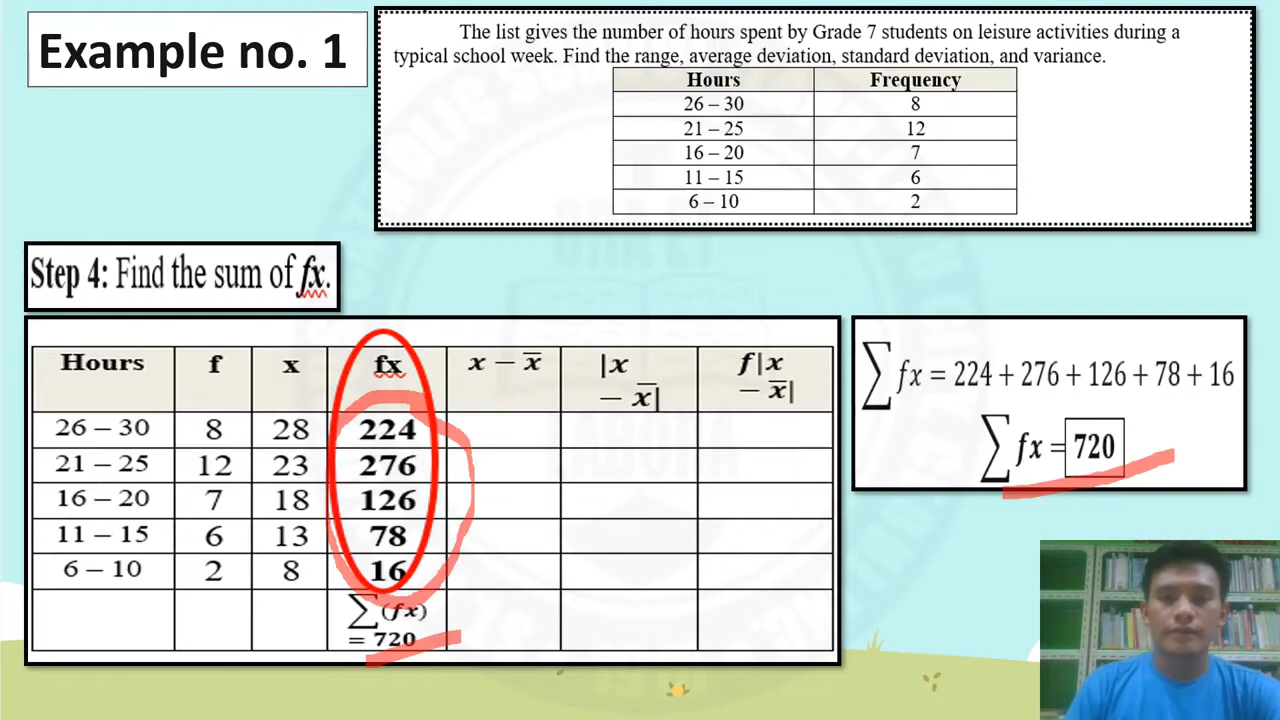 Example no. 1
The list gives the number of hours spent by Grade 7 students on leisure activities during a
typical school week. Find the range, average deviation, standard deviation, and variance.
Hours Frequency
26 – 30 8
21 – 25 12
16 – 20 7
11 – 15 6
6 – 10 2
Step 4: Find the sum of fx.
Hours f x fx x − x̅ |x − x̅| f|x − x̅|
26 – 30 8 28 224
21 – 25 12 23 276
16 – 20 7 18 126
11 – 15 6 13 78
6 – 10 2 8 16
∑(fx)
= 720
∑ fx = 224 + 276 + 126 + 78 + 16
∑ fx = 720